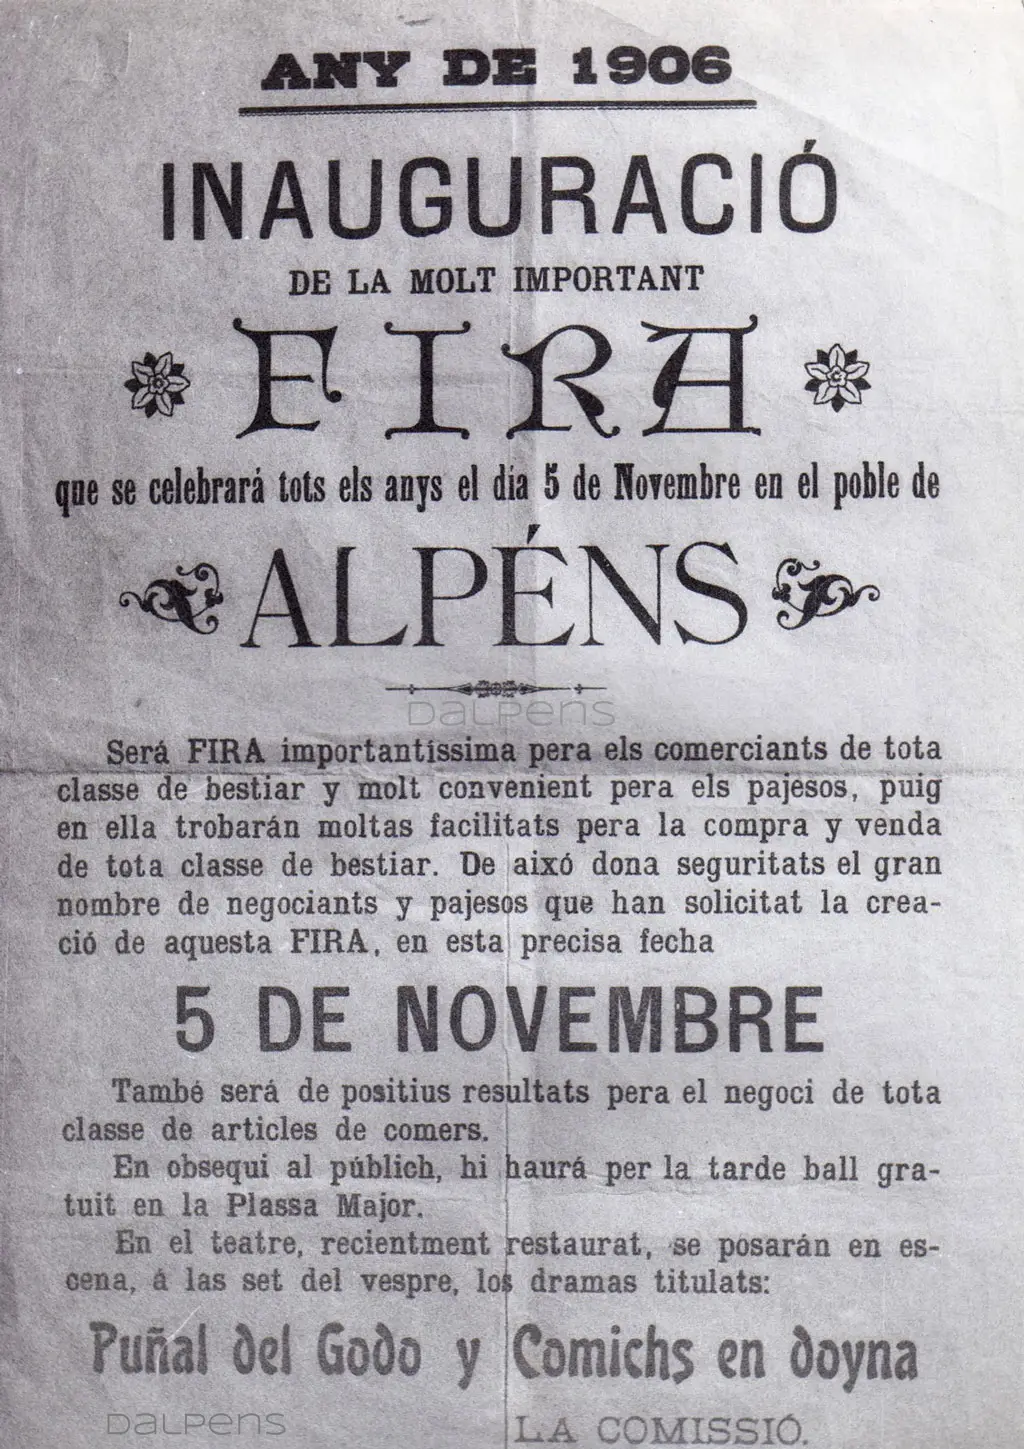 ANY DE 1906
INAUGURACIÓ
DE LA MOLT IMPORTANT
FIRA
que se celebrará tots els anys el dia 5 de Novembre en el poble de
ALPÉNS
DALPENS
Será FIRA importantíssima pera els comerciants de tota
classe de bestiar y molt convenient pera els pajesos, puig
en ella trobarán moltas facilitats pera la compra y venda
de tota classe de bestiar. De aixó dona seguritats el gran
nombre de negociants y pajesos que han solicitat la crea-
ció de aquesta FIRA, en esta precisa fecha
5 DE NOVEMBRE
També será de positius resultats pera el negoci de tota
classe de articles de comers.
En obsequi al públich, hi haurá per la tarde ball gra-
tuit en la Plassa Major.
En el teatre, recientment restaurat, se posarán en es-
cena, á las set del vespre, los dramas titulats:
Puñal del Godo y Comichs en doyna
DALPENS
LA COMISSIÓ.